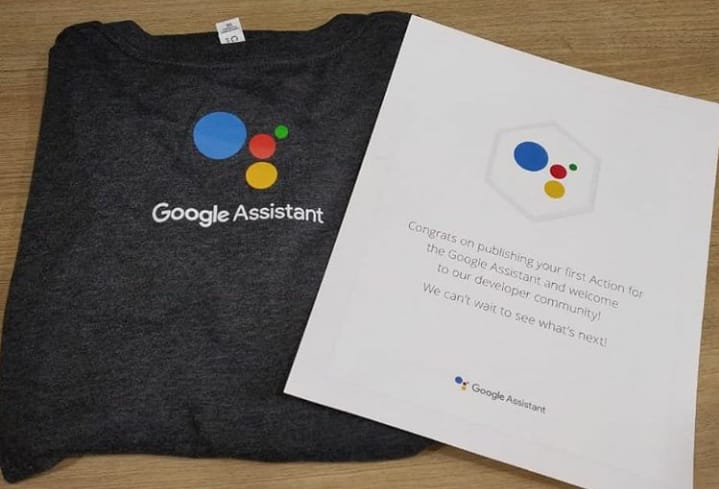 Google Assistant
Congrats on publishing your first Action for
the Google Assistant and welcome
to our developer community!
We can't wait to see what's next!
Google Assistant